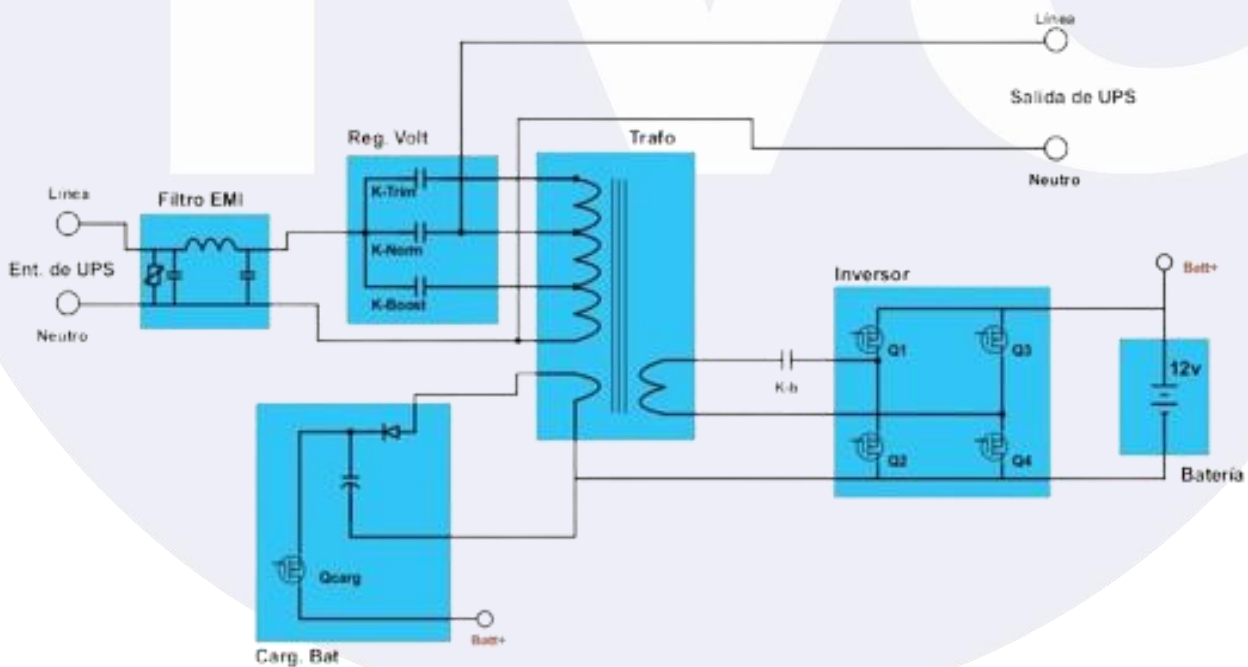 Línea
Salida de UPS
Neutro
Reg. Volt
Trafo
K-Trim
K-Norm
K-Boost
Línea
Filtro EMI
Ent. de UPS
Neutro
Inversor
Q1
Q3
Q2
Q4
K-b
Batt+
12v
Batería
Qcarg
Batt+
Carg. Bat